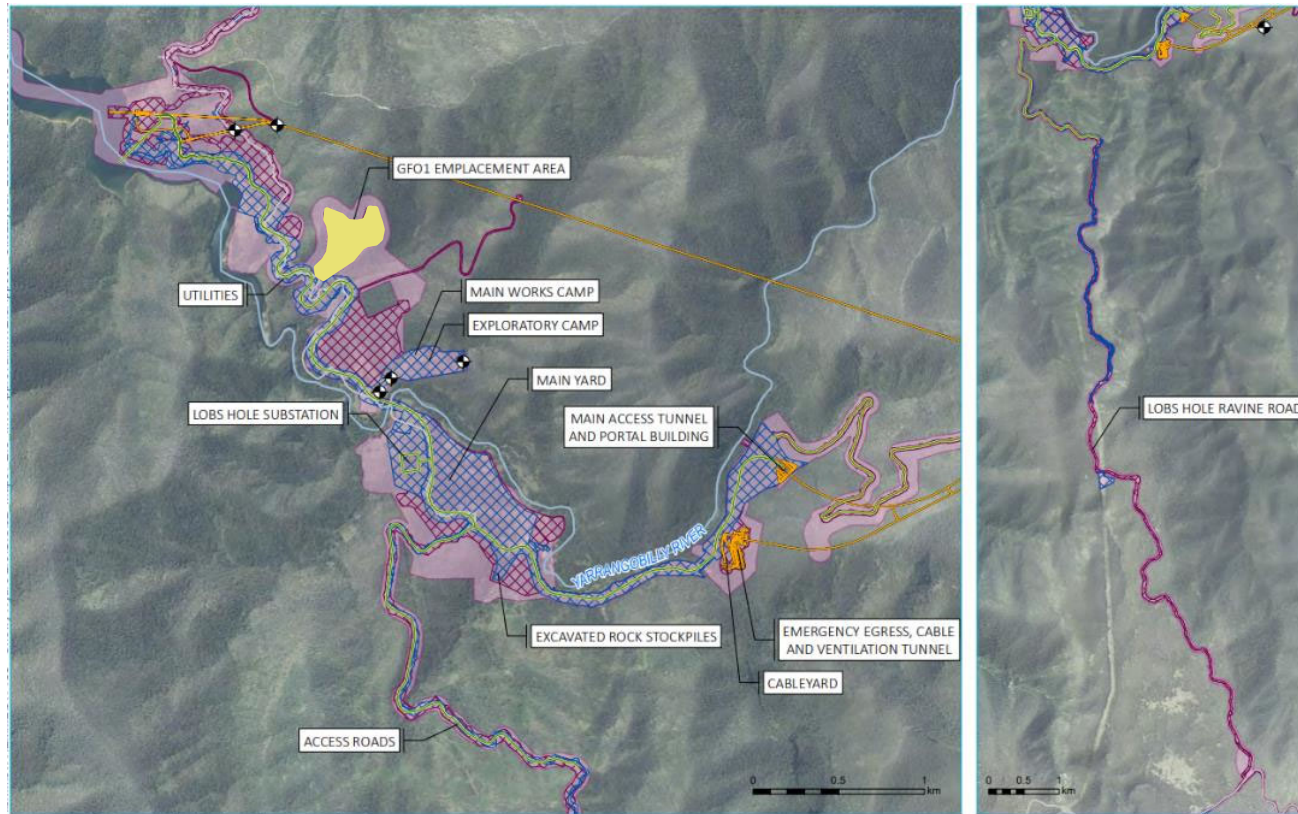 GFO1 EMPLACEMENT AREA
UTILITIES
MAIN WORKS CAMP
EXPLORATORY CAMP
MAIN YARD
LOBS HOLE SUBSTATION
MAIN ACCESS TUNNEL
AND PORTAL BUILDING
YARRANGOBILLY RIVER
EXCAVATED ROCK STOCKPILES
EMERGENCY EGRESS, CABLE
AND VENTILATION TUNNEL
CABLEYARD
ACCESS ROADS
0 0.5 1
km
LOBS HOLE RAVINE ROAD
0 0.5 1
km